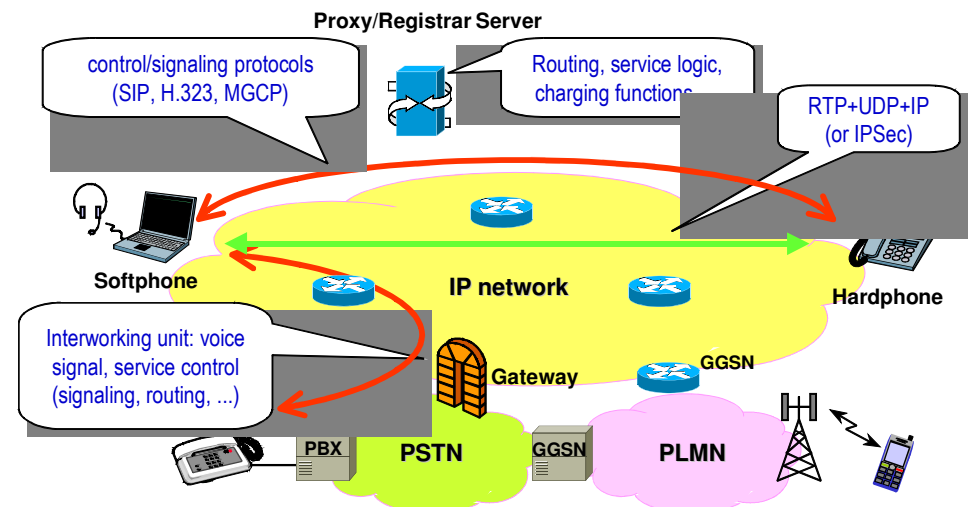 Proxy/Registrar Server
control/signaling protocols
(SIP, H.323, MGCP)
Routing, service logic,
charging functions
RTP+UDP+IP
(or IPSec)
Softphone
IP network
Hardphone
Interworking unit: voice
signal, service control
(signaling, routing, ...)
Gateway
GGSN
PBX
PSTN
GGSN
PLMN